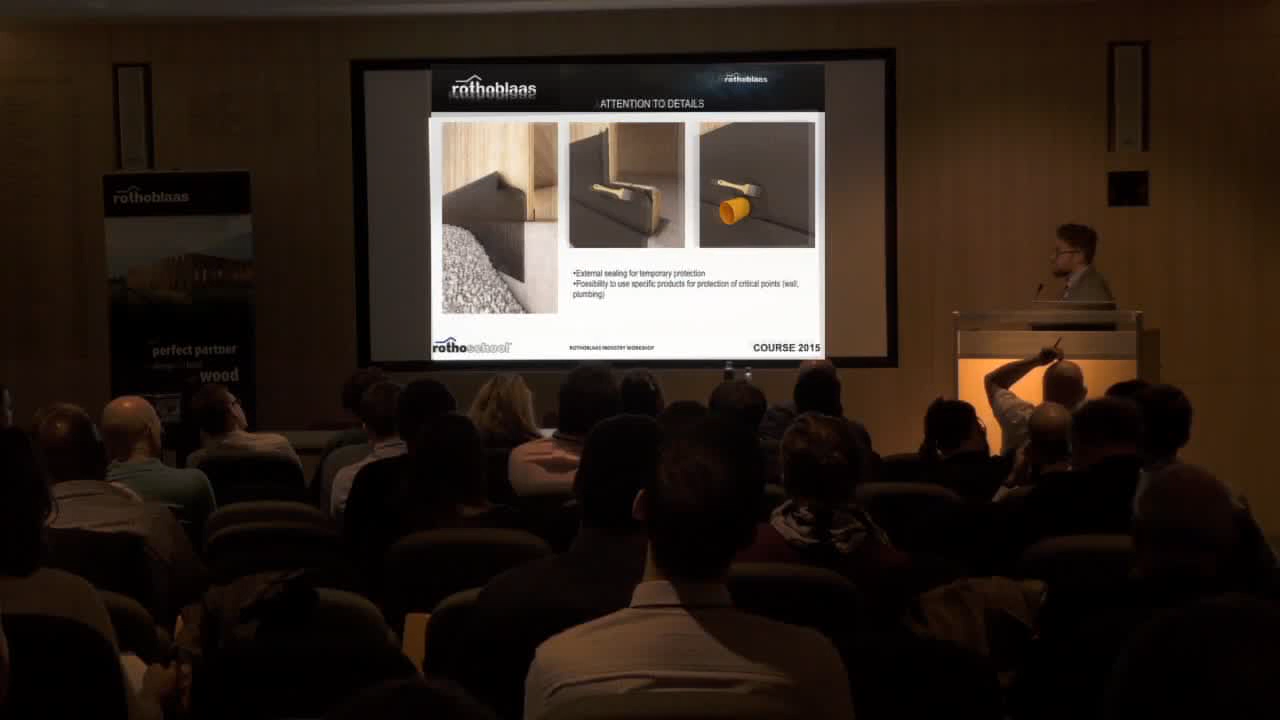 rothoblaas
rothoblaas
ATTENTION TO DETAILS
•External sealing for temporary protection
•Possibility to use specific products for protection of critical points (wall,
plumbing)
rothoschool
ROTHOBLAAS INDUSTRY WORKSHOP
COURSE 2015
rothoblaas
perfect partner
wood